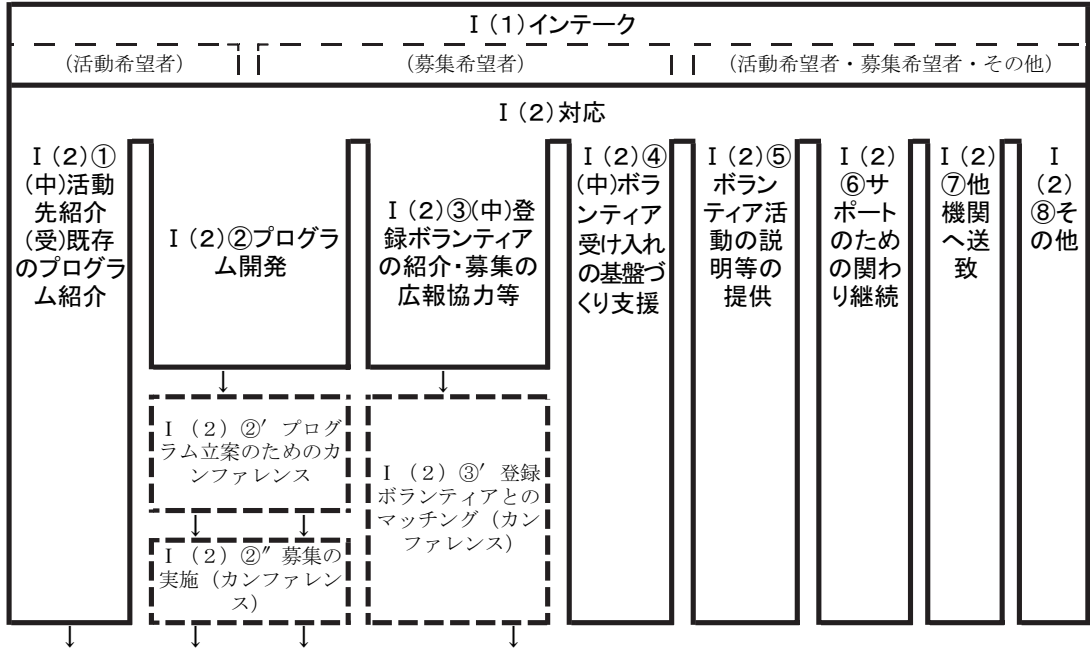 Ⅰ(1)インテーク
(活動希望者)
(募集希望者)
(活動希望者・募集希望者・その他)
Ⅰ(2)対応
Ⅰ(2)①
(中)活動
先紹介
(受)既存
のプログラ
ム紹介
Ⅰ(2)②プログラ
ム開発
Ⅰ(2)③(中)登
録ボランティア
の紹介・募集の
広報協力等
Ⅰ(2)④
(中)ボラ
ンティア
受け入れ
の基盤づ
くり支援
Ⅰ(2)⑤
ボラン
ティア活
動の説
明等の
提供
Ⅰ(2)
⑥サ
ポート
のため
の関わ
り継続
Ⅰ(2)
⑦他
機関
へ送
致
Ⅰ
(2)
⑧そ
の他
↓
↓
Ⅰ(2)②′プログ
ラム立案のためのカ
ンファレンス
↓ ↓
Ⅰ(2)②″募集の
実施(カンファレン
ス)
Ⅰ(2)③′登録
ボランティアとの
マッチング(カン
ファレンス)
↓ ↓ ↓ ↓